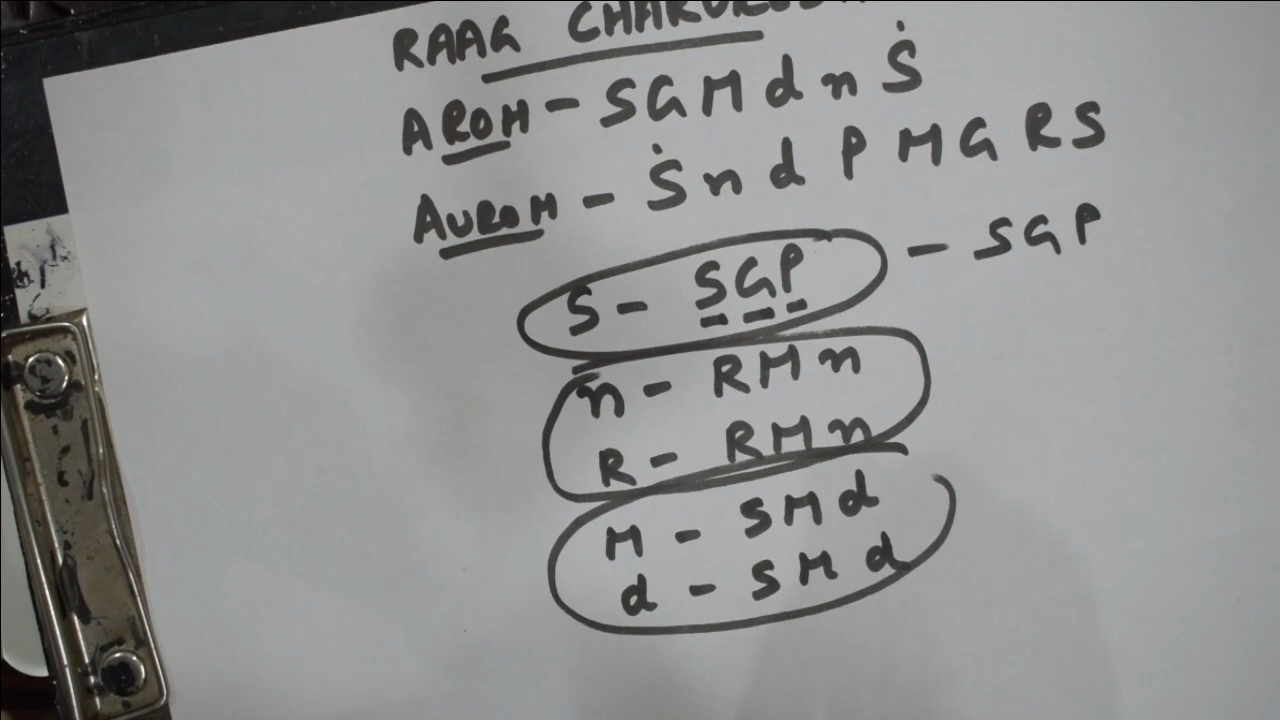 RAAG
AROH - SGMdnṠ
AUROH - ṠndPMGRS
S - SGP - SGP
n - RMn
R - RMn
M - SMd
d - SMd